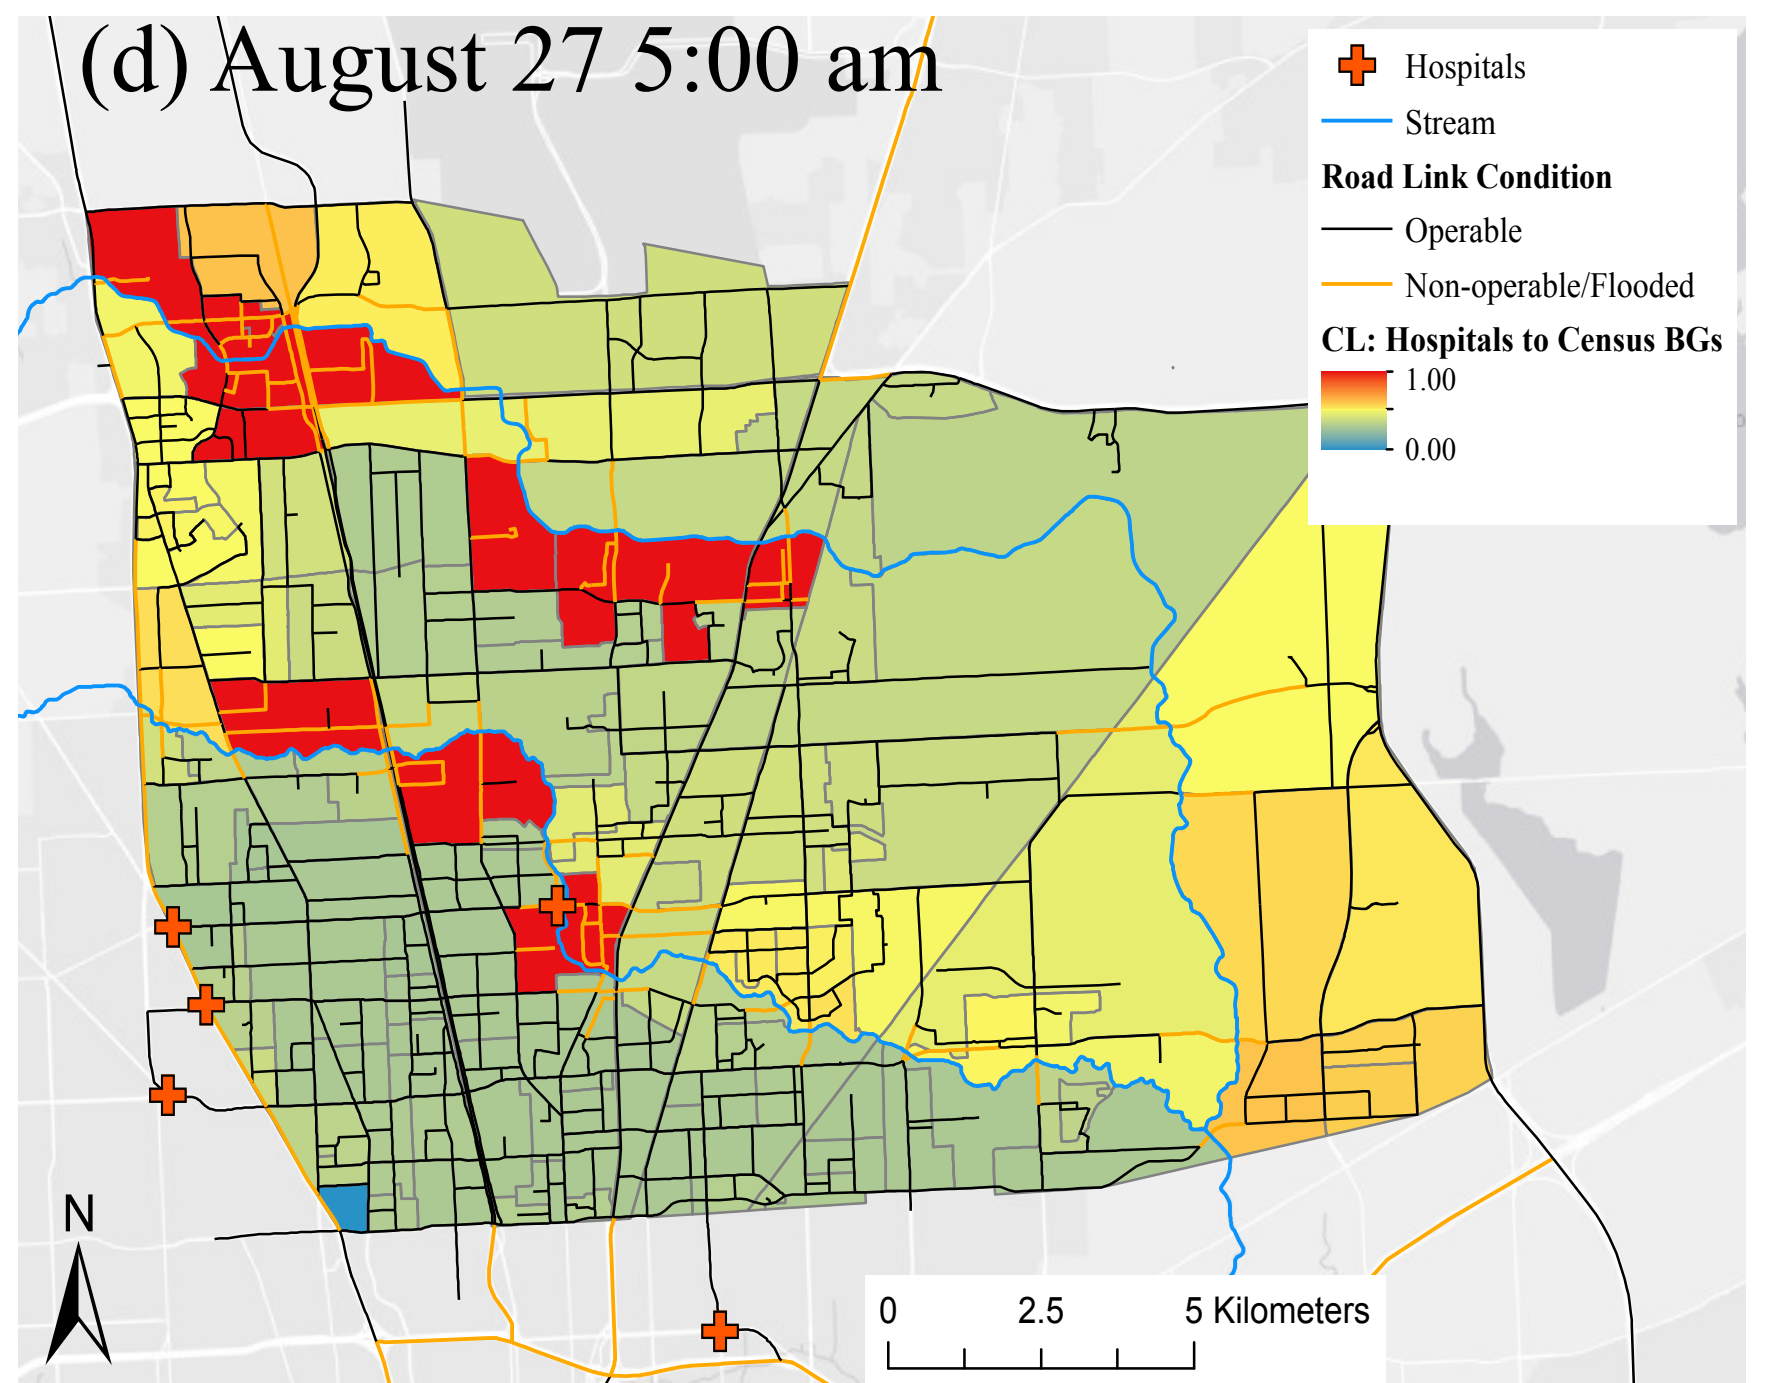 (d) August 27 5:00 am
Hospitals
Stream
Road Link Condition
Operable
Non-operable/Flooded
CL: Hospitals to Census BGs
1.00
0.00
N
0 2.5 5 Kilometers